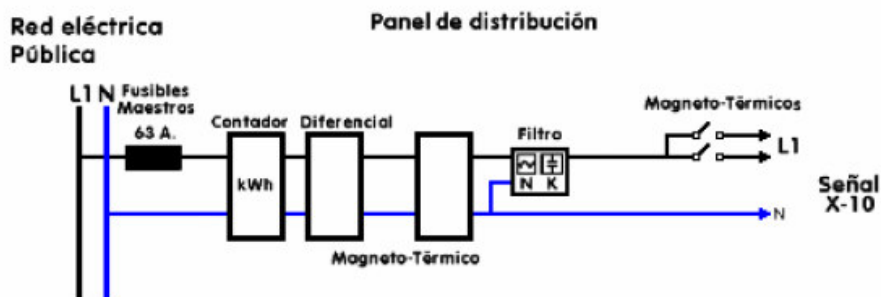 Red eléctrica
Pública
Panel de distribución
L1 N
Fusibles
Maestros
63 A.
Contador
kWh
Diferencial
Magneto-Térmico
Filtro
N K
Magneto-Térmicos
L1
Señal
X-10
N